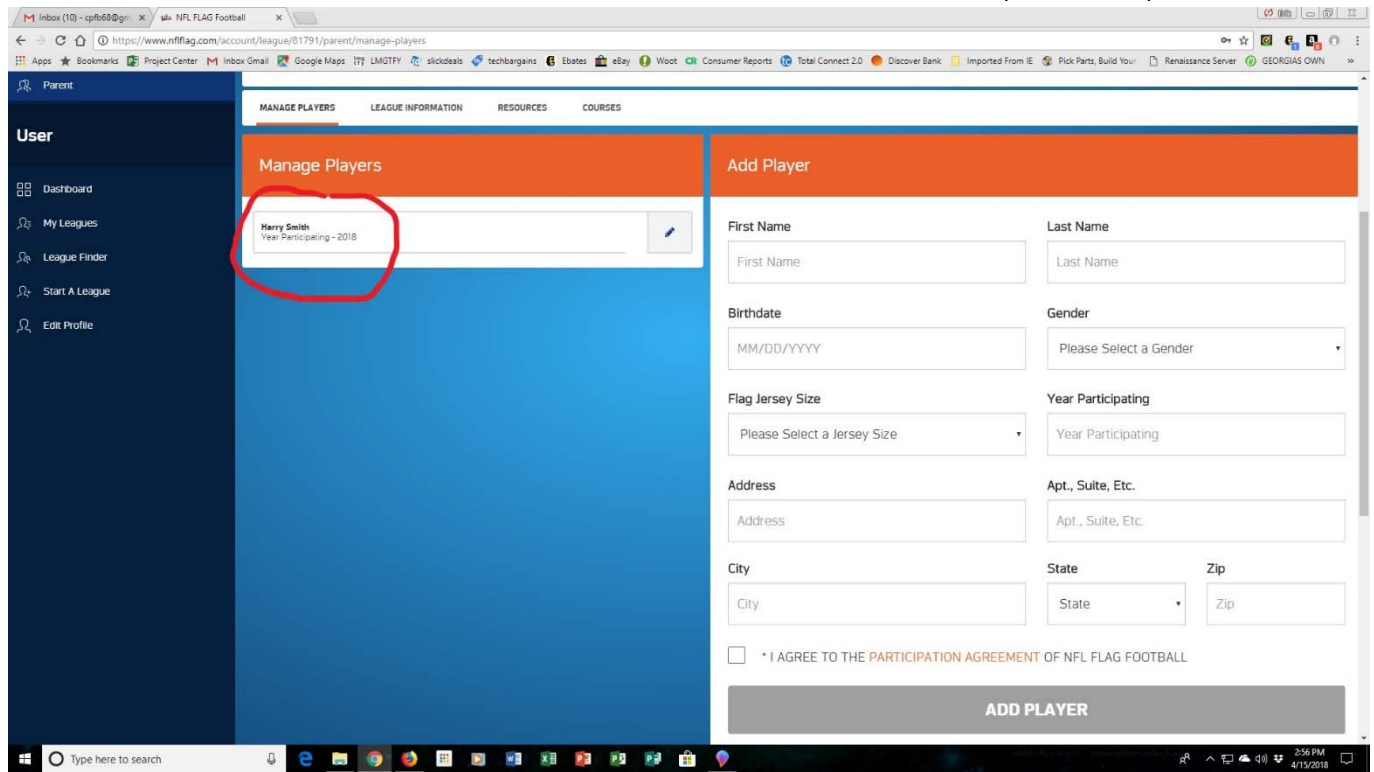 Inbox (10) - cpfb68@gm
NFL FLAG Football
https://www.nflflag.com/account/league/81791/parent/manage-players
Apps Bookmarks Project Center Inbox Gmail Google Maps LMGTFY slickdeals techbargains Ebates eBay Woot Consumer Reports Total Connect 2.0 Discover Bank Imported From IE Pick Parts, Build Your Renaissance Server GEORGIAS OWN »
Parent
MANAGE PLAYERS LEAGUE INFORMATION RESOURCES COURSES
User
Dashboard
My Leagues
League Finder
Start A League
Edit Profile
Manage Players
Harry Smith
Year Participating - 2018
Add Player
First Name Last Name
First Name Last Name
Birthdate Gender
MM/DD/YYYY Please Select a Gender
Flag Jersey Size Year Participating
Please Select a Jersey Size Year Participating
Address Apt., Suite, Etc.
Address Apt., Suite, Etc.
City State Zip
City State Zip
* I AGREE TO THE PARTICIPATION AGREEMENT OF NFL FLAG FOOTBALL
ADD PLAYER
Type here to search
2:56 PM
4/15/2018